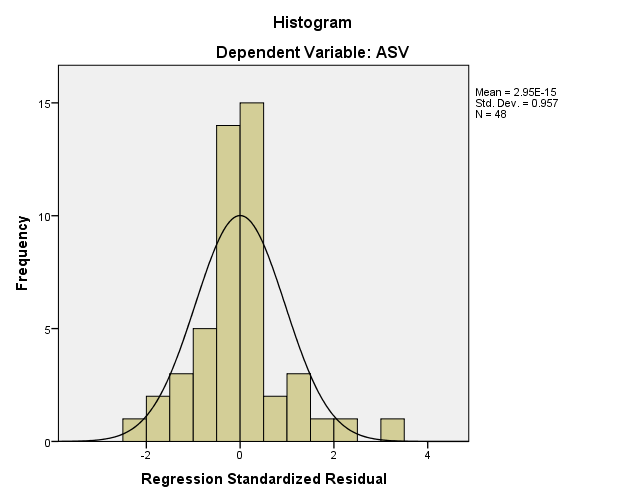 Histogram
Dependent Variable: ASV
Mean = 2.95E-15
Std. Dev. = 0.957
N = 48
Frequency
15
10
5
0
-2
0
2
4
Regression Standardized Residual